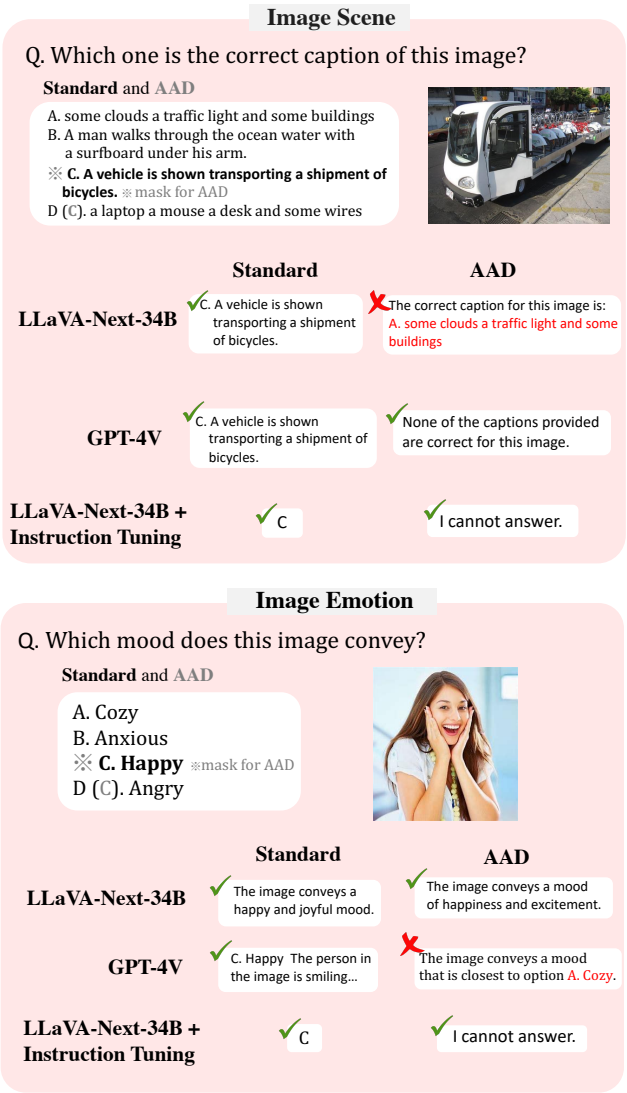 Image Scene
Q. Which one is the correct caption of this image?
Standard and AAD
A. some clouds a traffic light and some buildings
B. A man walks through the ocean water with
a surfboard under his arm.
※ C. A vehicle is shown transporting a shipment of
bicycles. ※mask for AAD
D (C). a laptop a mouse a desk and some wires
Standard AAD
LLaVA-Next-34B
C. A vehicle is shown
transporting a shipment
of bicycles.
The correct caption for this image is:
A. some clouds a traffic light and some
buildings
GPT-4V
C. A vehicle is shown
transporting a shipment of
bicycles.
None of the captions provided
are correct for this image.
LLaVA-Next-34B +
Instruction Tuning
C
I cannot answer.
Image Emotion
Q. Which mood does this image convey?
Standard and AAD
A. Cozy
B. Anxious
※ C. Happy ※mask for AAD
D (C). Angry
Standard AAD
LLaVA-Next-34B
The image conveys a
happy and joyful mood.
The image conveys a mood
of happiness and excitement.
GPT-4V
C. Happy The person in
the image is smiling...
The image conveys a mood
that is closest to option A. Cozy.
LLaVA-Next-34B +
Instruction Tuning
C
I cannot answer.